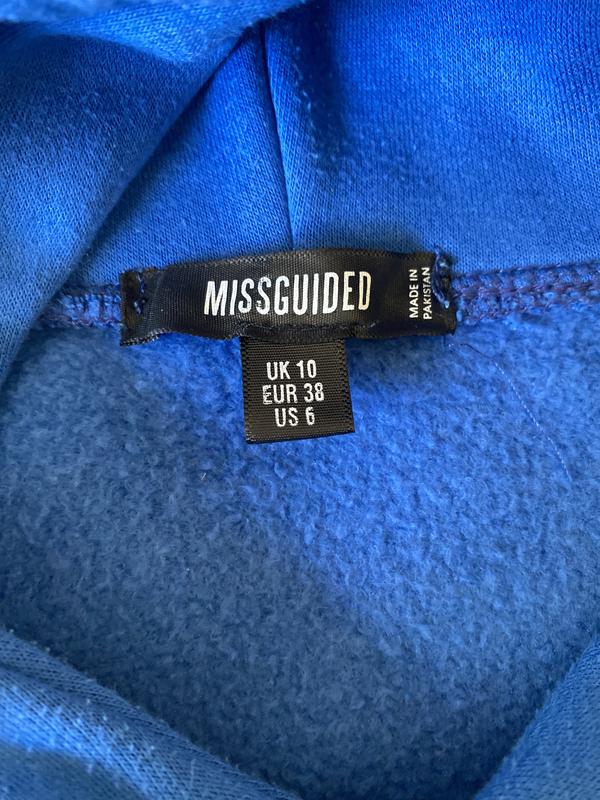 MISSGUIDED
MADE IN
PAKISTAN
UK 10
EUR 38
US 6